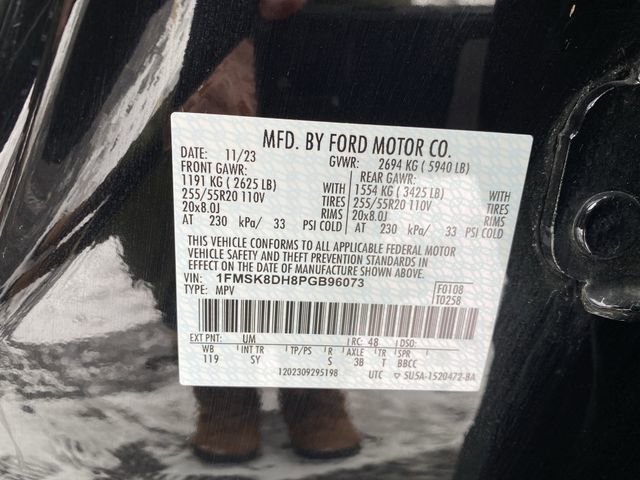 MFD. BY FORD MOTOR CO.
DATE: 11/23 GVWR: 2694 KG ( 5940 LB)
FRONT GAWR: REAR GAWR:
1191 KG ( 2625 LB) 1554 KG ( 3425 LB)
255/55R20 110V TIRES 255/55R20 110V TIRES
20x8.0J RIMS 20x8.0J RIMS
AT 230 kPa/ 33 PSI COLD AT 230 kPa/ 33 PSI COLD
THIS VEHICLE CONFORMS TO ALL APPLICABLE FEDERAL MOTOR
VEHICLE SAFETY AND THEFT PREVENTION STANDARDS IN
EFFECT ON THE DATE OF MANUFACTURE SHOWN ABOVE.
VIN: 1FMSK8DH8PGB96073 F0108
TYPE: MPV T0258
EXT PNT: UM RC: 48 DSO:
WB INT TR TP/PS R AXLE TR SPR
119 SY S 3B T BBCC
1202309295198 UTC ▽ SU5A-1520472-BA